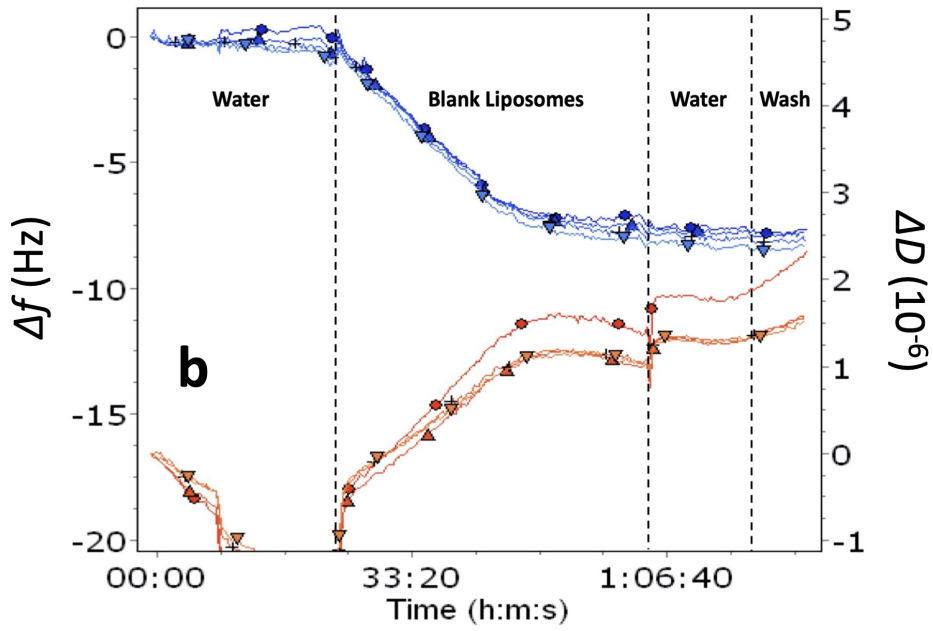 0
-5
-10
-15
-20
Δf (Hz)
5
4
3
2
1
0
-1
ΔD (10-6)
Water
Blank Liposomes
Water
Wash
b
00:00
33:20
1:06:40
Time (h:m:s)